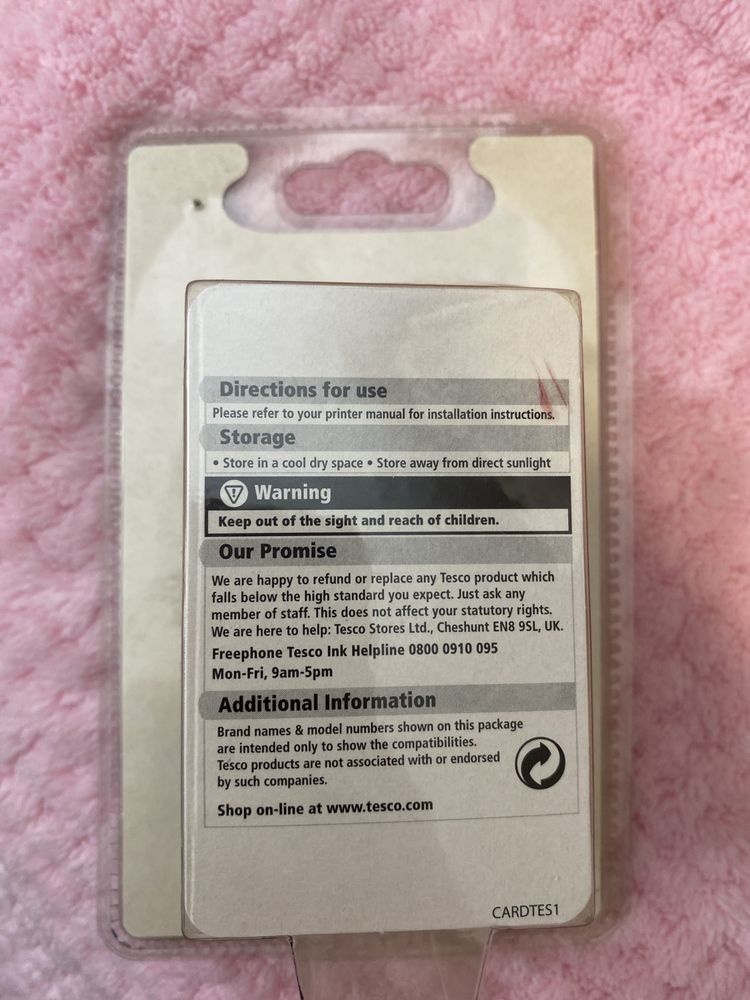 Directions for use
Please refer to your printer manual for installation instructions.
Storage
• Store in a cool dry space • Store away from direct sunlight
Warning
Keep out of the sight and reach of children.
Our Promise
We are happy to refund or replace any Tesco product which
falls below the high standard you expect. Just ask any
member of staff. This does not affect your statutory rights.
We are here to help: Tesco Stores Ltd., Cheshunt EN8 9SL, UK.
Freephone Tesco Ink Helpline 0800 0910 095
Mon-Fri, 9am-5pm
Additional Information
Brand names & model numbers shown on this package
are intended only to show the compatibilities.
Tesco products are not associated with or endorsed
by such companies.
Shop on-line at www.tesco.com
CARDTES1